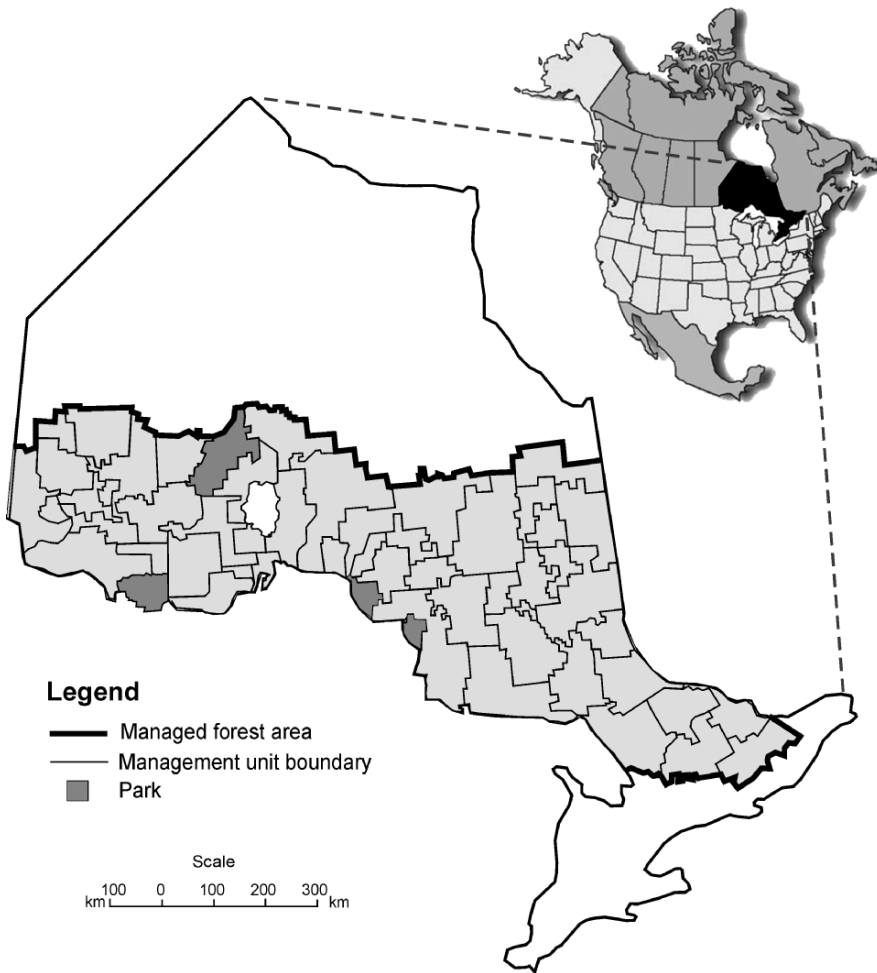 Legend
Managed forest area
Management unit boundary
Park
Scale
100 0 100 200 300
km km